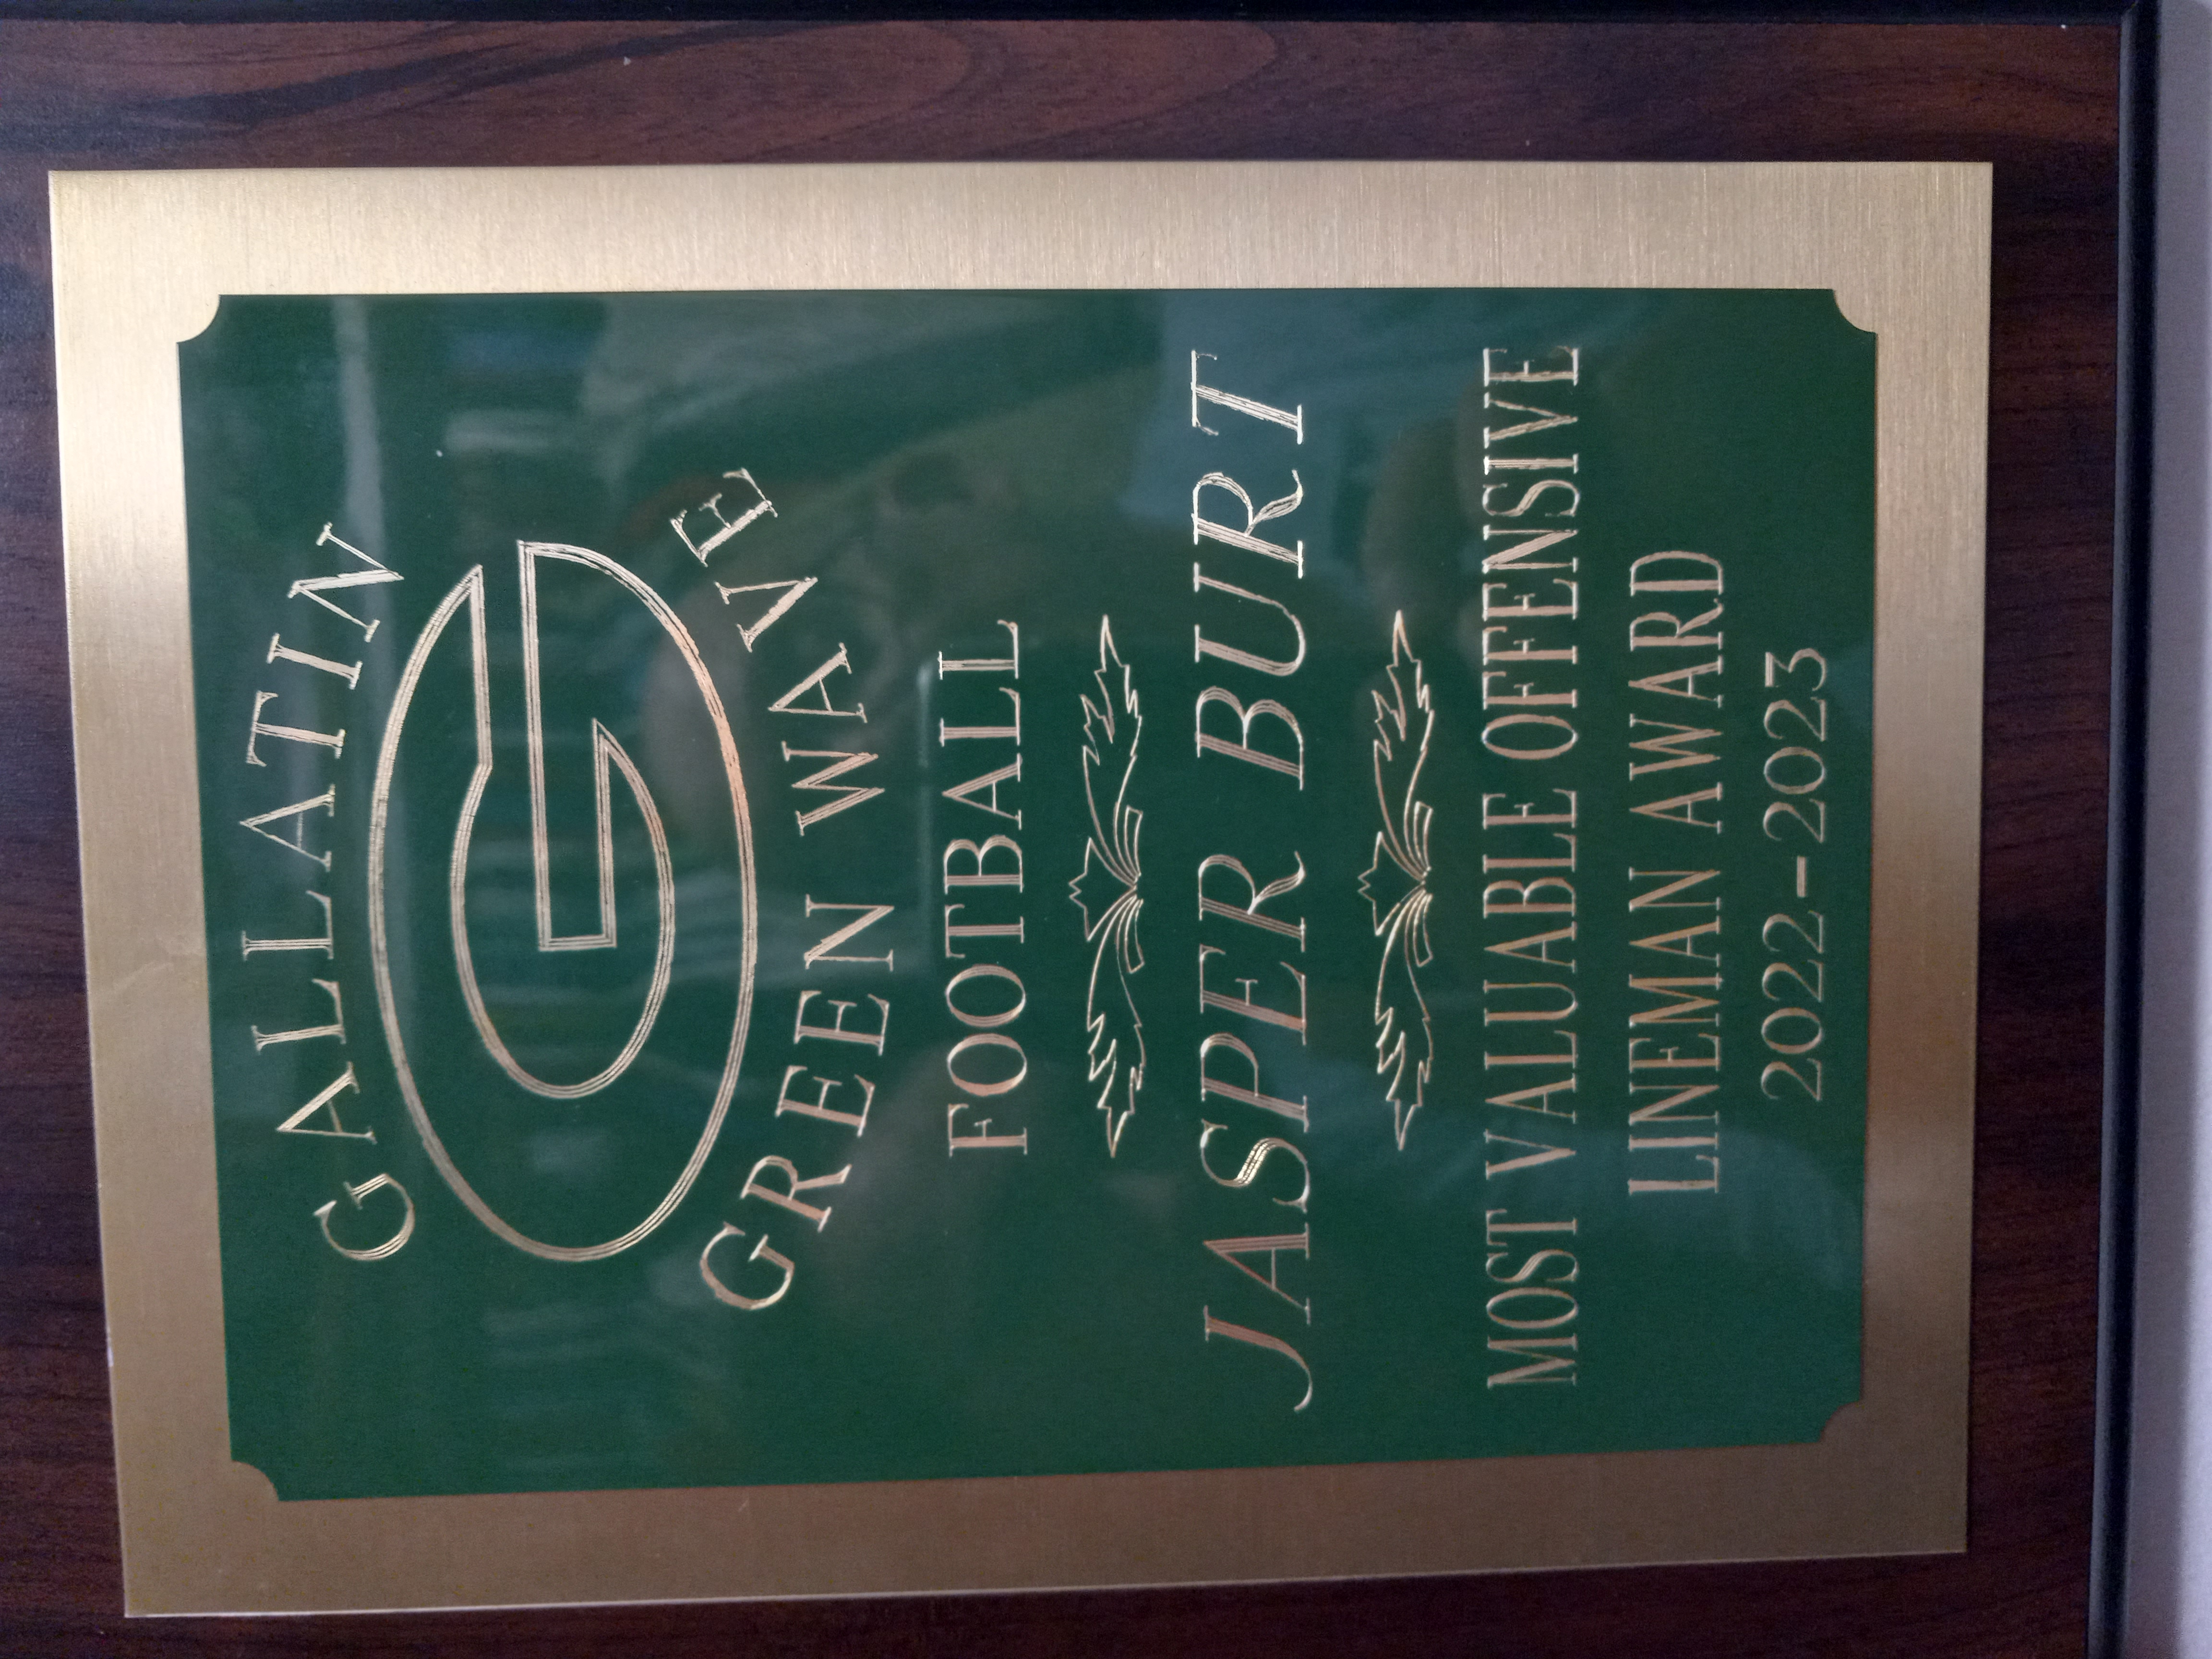 GALLATIN
G
GREEN WAVE
FOOTBALL
JASPER BURT
MOST VALUABLE OFFENSIVE
LINEMAN AWARD
2022-2023